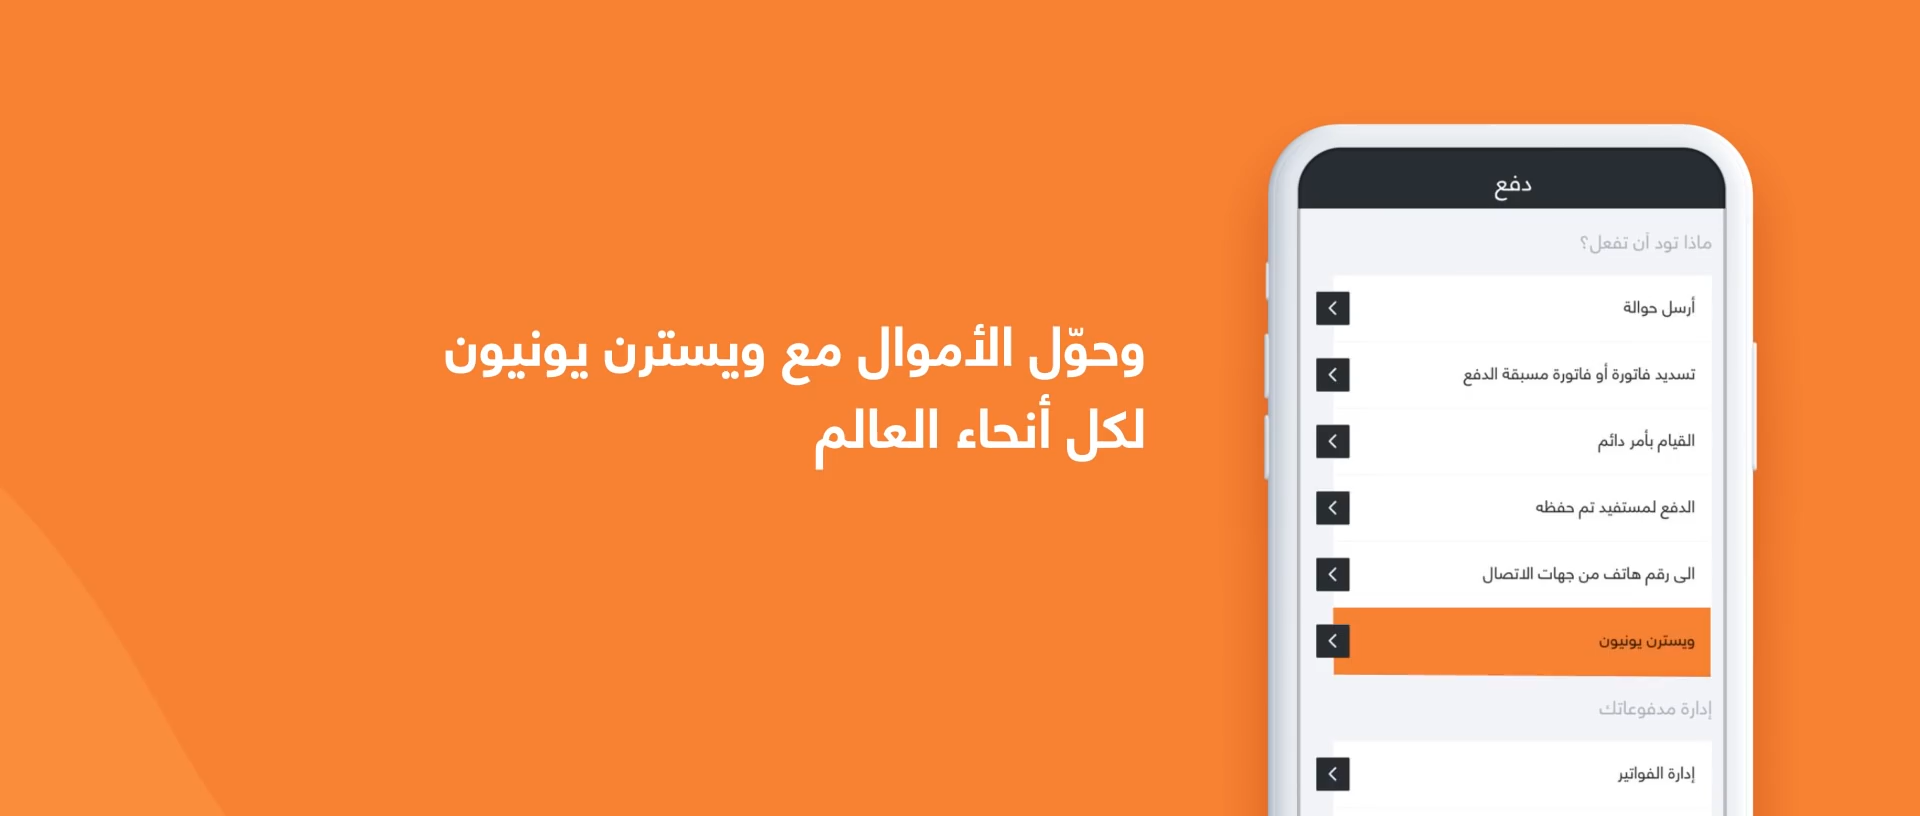 وحوّل الأموال مع ويسترن يونيون
لكل أنحاء العالم
دفع
ماذا تود أن تفعل؟
أرسل حوالة
تسديد فاتورة أو فاتورة مسبقة الدفع
القيام بأمر دائم
الدفع لمستفيد تم حفظه
الى رقم هاتف من جهات الاتصال
ويسترن يونيون
إدارة مدفوعاتك
إدارة الفواتير